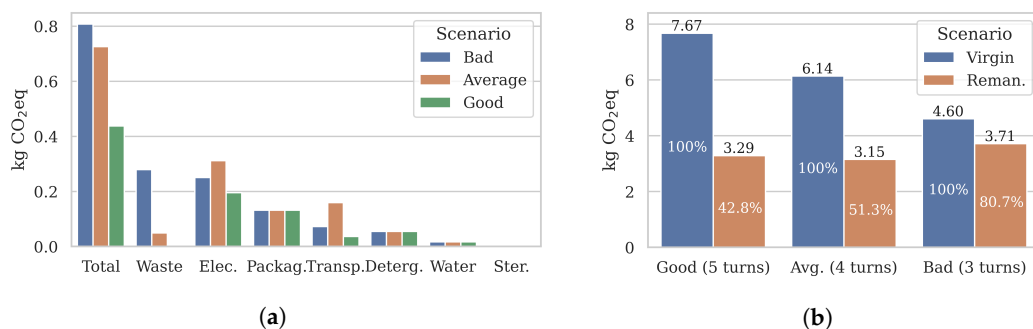 kg CO₂eq
0.8
0.6
0.4
0.2
0.0
Scenario
Bad
Average
Good
Total Waste Elec. Packag. Transp. Deterg. Water Ster.
(a)
kg CO₂eq
8
6
4
2
0
Scenario
Virgin
Reman.
7.67
100%
3.29
42.8%
6.14
100%
3.15
51.3%
4.60
100%
3.71
80.7%
Good (5 turns) Avg. (4 turns) Bad (3 turns)
(b)